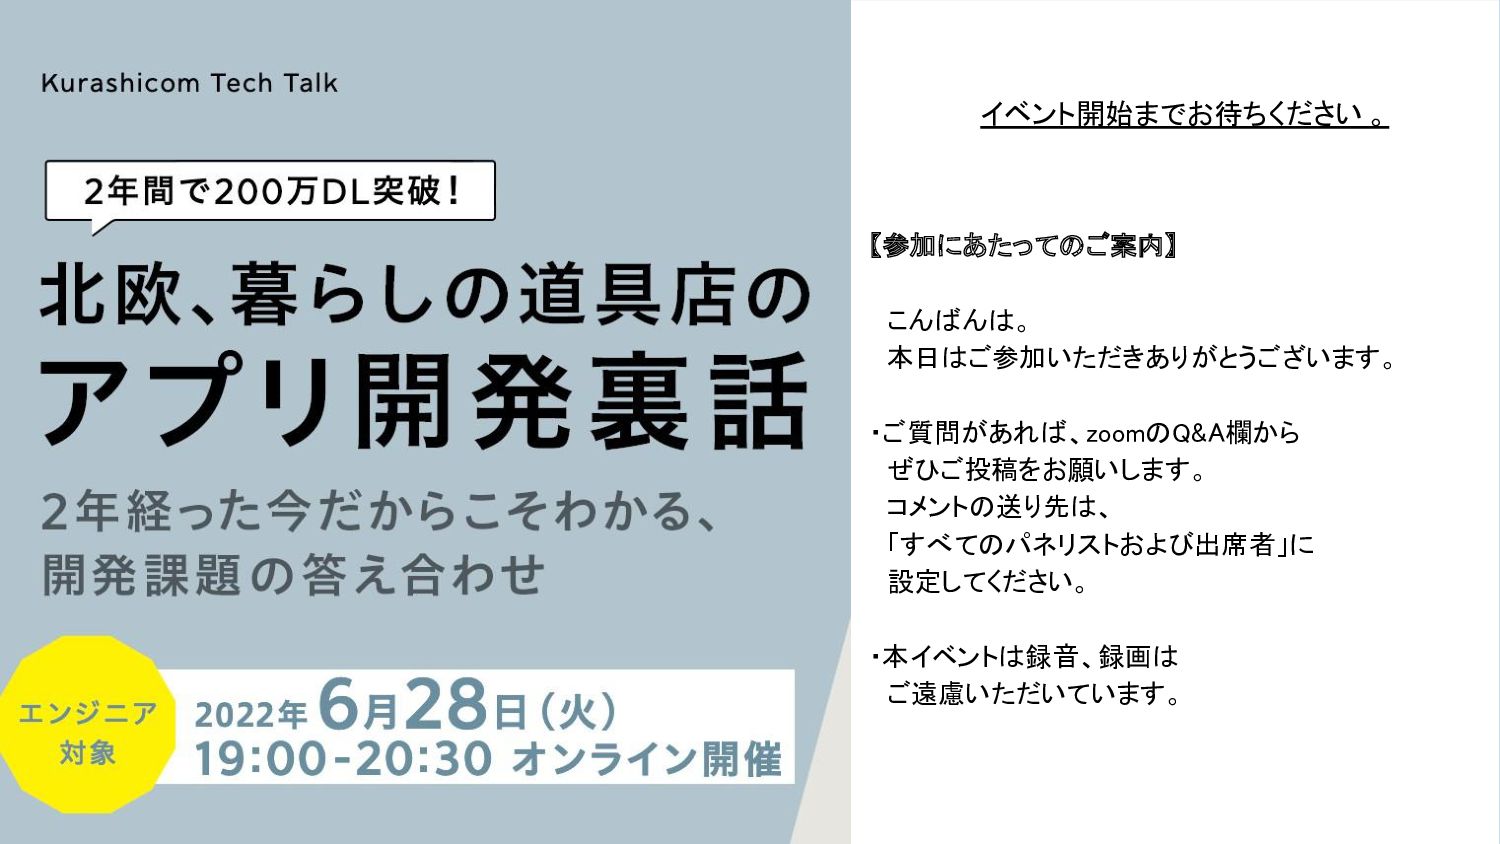 Kurashicom Tech Talk
2年間で200万DL突破！
北欧、暮らしの道具店の
アプリ開発裏話
2年経った今だからこそわかる、
開発課題の答え合わせ
エンジニア
対象
2022年6月28日（火）
19:00-20:30 オンライン開催
イベント開始までお待ちください 。
【参加にあたってのご案内】
こんばんは。
本日はご参加いただきありがとうございます。
・ご質問があれば、zoomのQ&A欄から
ぜひご投稿をお願いします。
コメントの送り先は、
「すべてのパネリストおよび出席者」に
設定してください。
・本イベントは録音、録画は
ご遠慮いただいています。